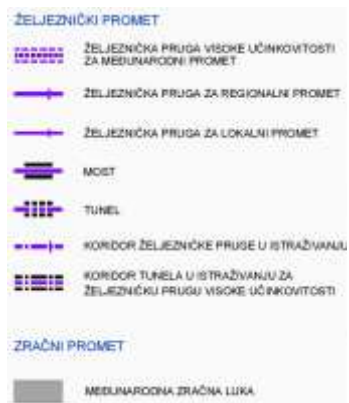 ŽELJEZNIČKI PROMET
ŽELJEZNIČKA PRUGA VISOKE UČINKOVITOSTI
ZA MEĐUNARODNI PROMET
ŽELJEZNIČKA PRUGA ZA REGIONALNI PROMET
ŽELJEZNIČKA PRUGA ZA LOKALNI PROMET
MOST
TUNEL
KORIDOR ŽELJEZNIČKE PRUGE U ISTRAŽIVANJU
KORIDOR TUNELA U ISTRAŽIVANJU ZA
ŽELJEZNIČKU PRUGU VISOKE UČINKOVITOSTI
ZRAČNI PROMET
MEĐUNARODNA ZRAČNA LUKA